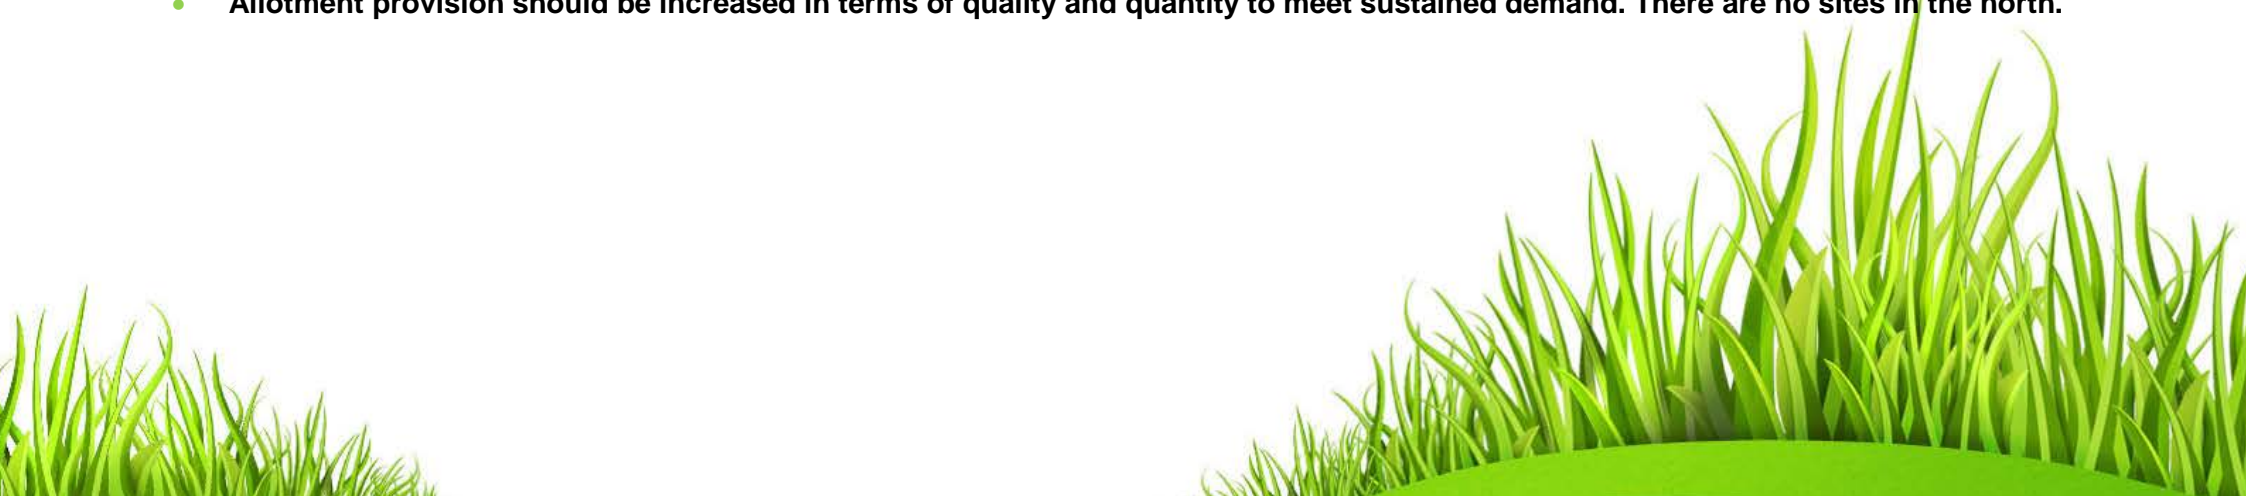 • Allotment provision should be increased in terms of quality and quantity to meet sustained demand. There are no sites in the north.